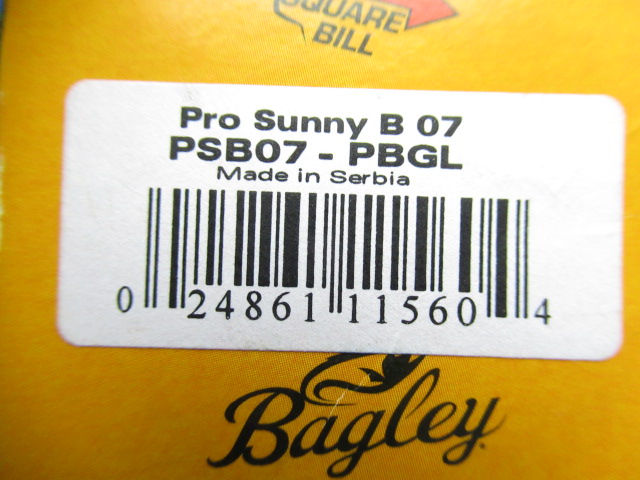 SQUARE
BILL
Pro Sunny B 07
PSB07 - PBGL
Made in Serbia
0 24861 11560 4
Bagley